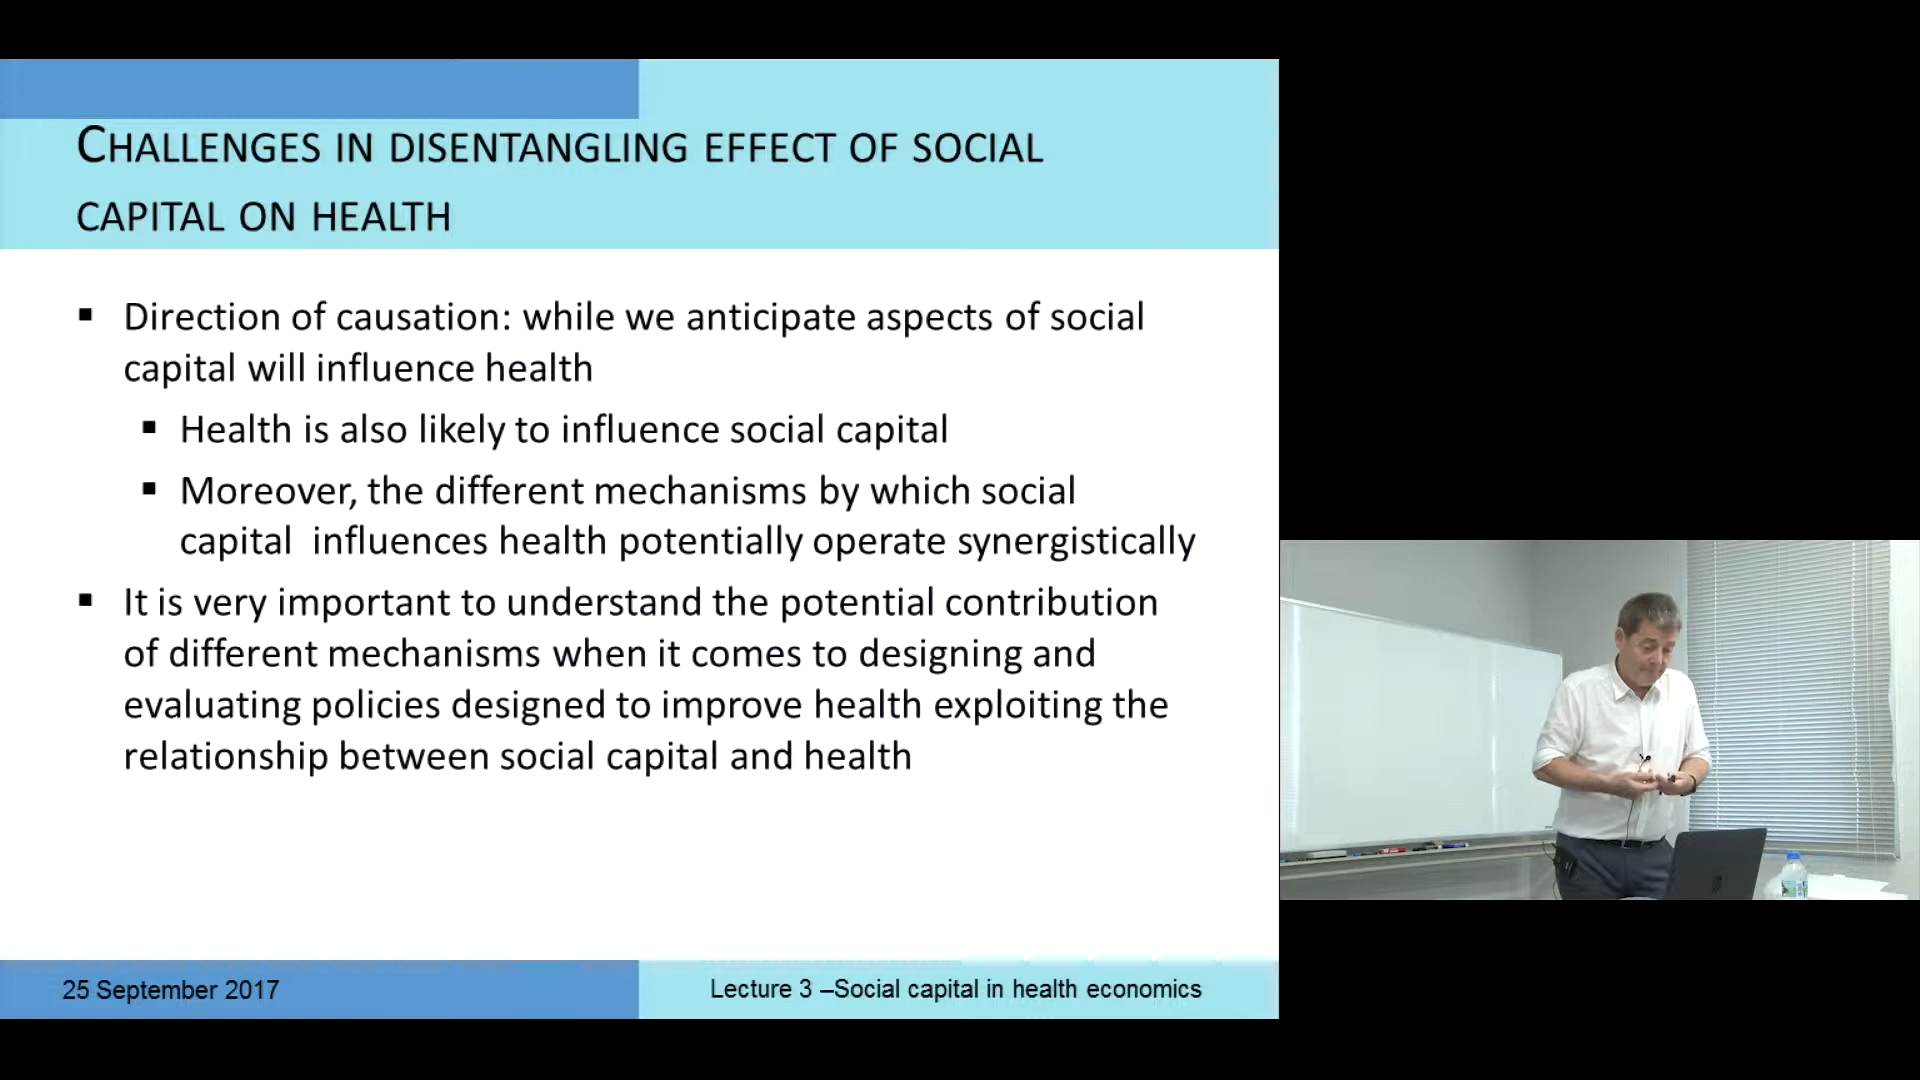 CHALLENGES IN DISENTANGLING EFFECT OF SOCIAL
CAPITAL ON HEALTH
▪ Direction of causation: while we anticipate aspects of social
capital will influence health
▪ Health is also likely to influence social capital
▪ Moreover, the different mechanisms by which social
capital  influences health potentially operate synergistically
▪ It is very important to understand the potential contribution
of different mechanisms when it comes to designing and
evaluating policies designed to improve health exploiting the
relationship between social capital and health
25 September 2017
Lecture 3 –Social capital in health economics